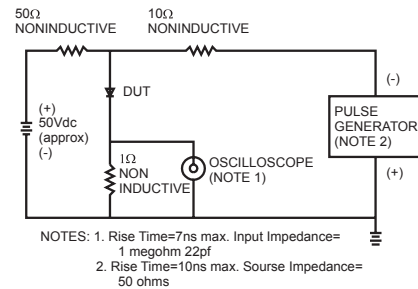 50Ω
NONINDUCTIVE
10Ω
NONINDUCTIVE
DUT
(+)
50Vdc
(approx)
(-)
1Ω
NON
INDUCTIVE
OSCILLOSCOPE
(NOTE 1)
(-)
PULSE
GENERATOR
(NOTE 2)
(+)
NOTES: 1. Rise Time=7ns max. Input Impedance=
1 megohm 22pf
2. Rise Time=10ns max. Sourse Impedance=
50 ohms